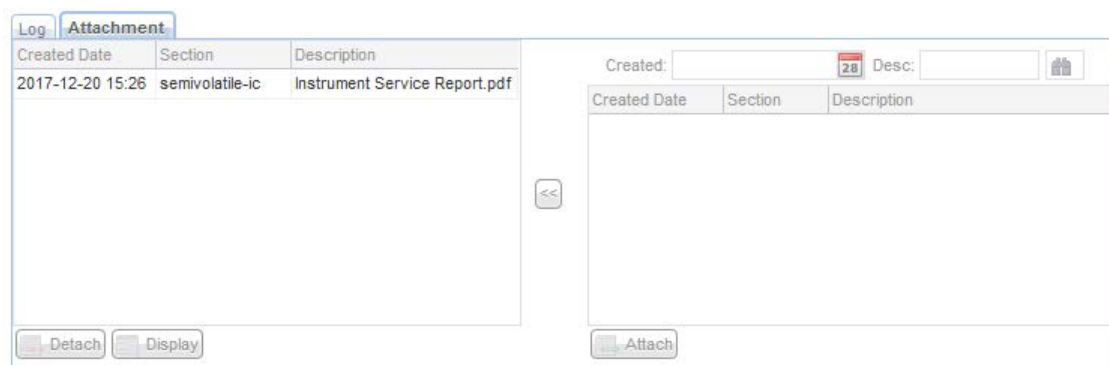 Log Attachment
Created Date Section Description
2017-12-20 15:26 semivolatile-ic Instrument Service Report.pdf
Detach Display
<<
Created: 28 Desc:
Created Date Section Description
Attach